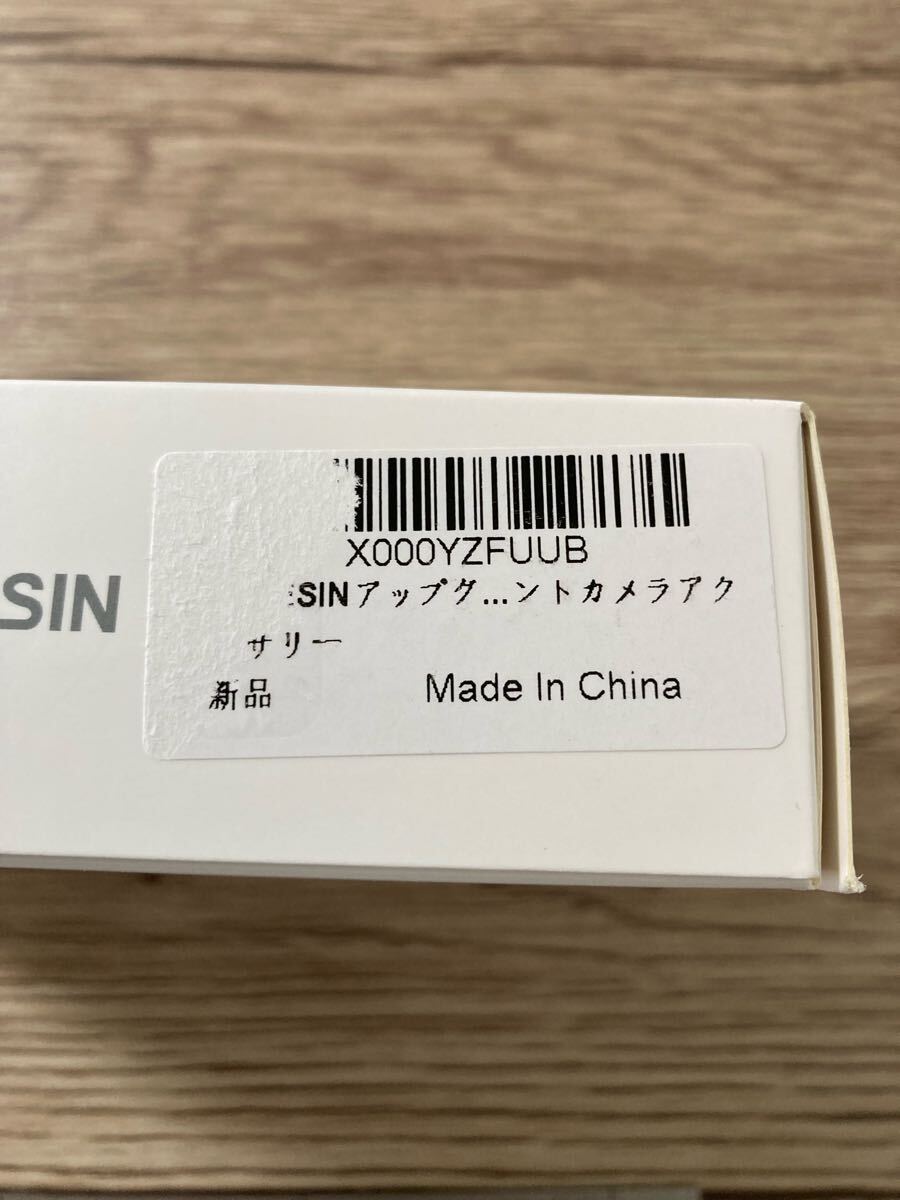 X000YZFUUB
SIN
SINアップグ...ントカメラアク
サリー
新品
Made In China